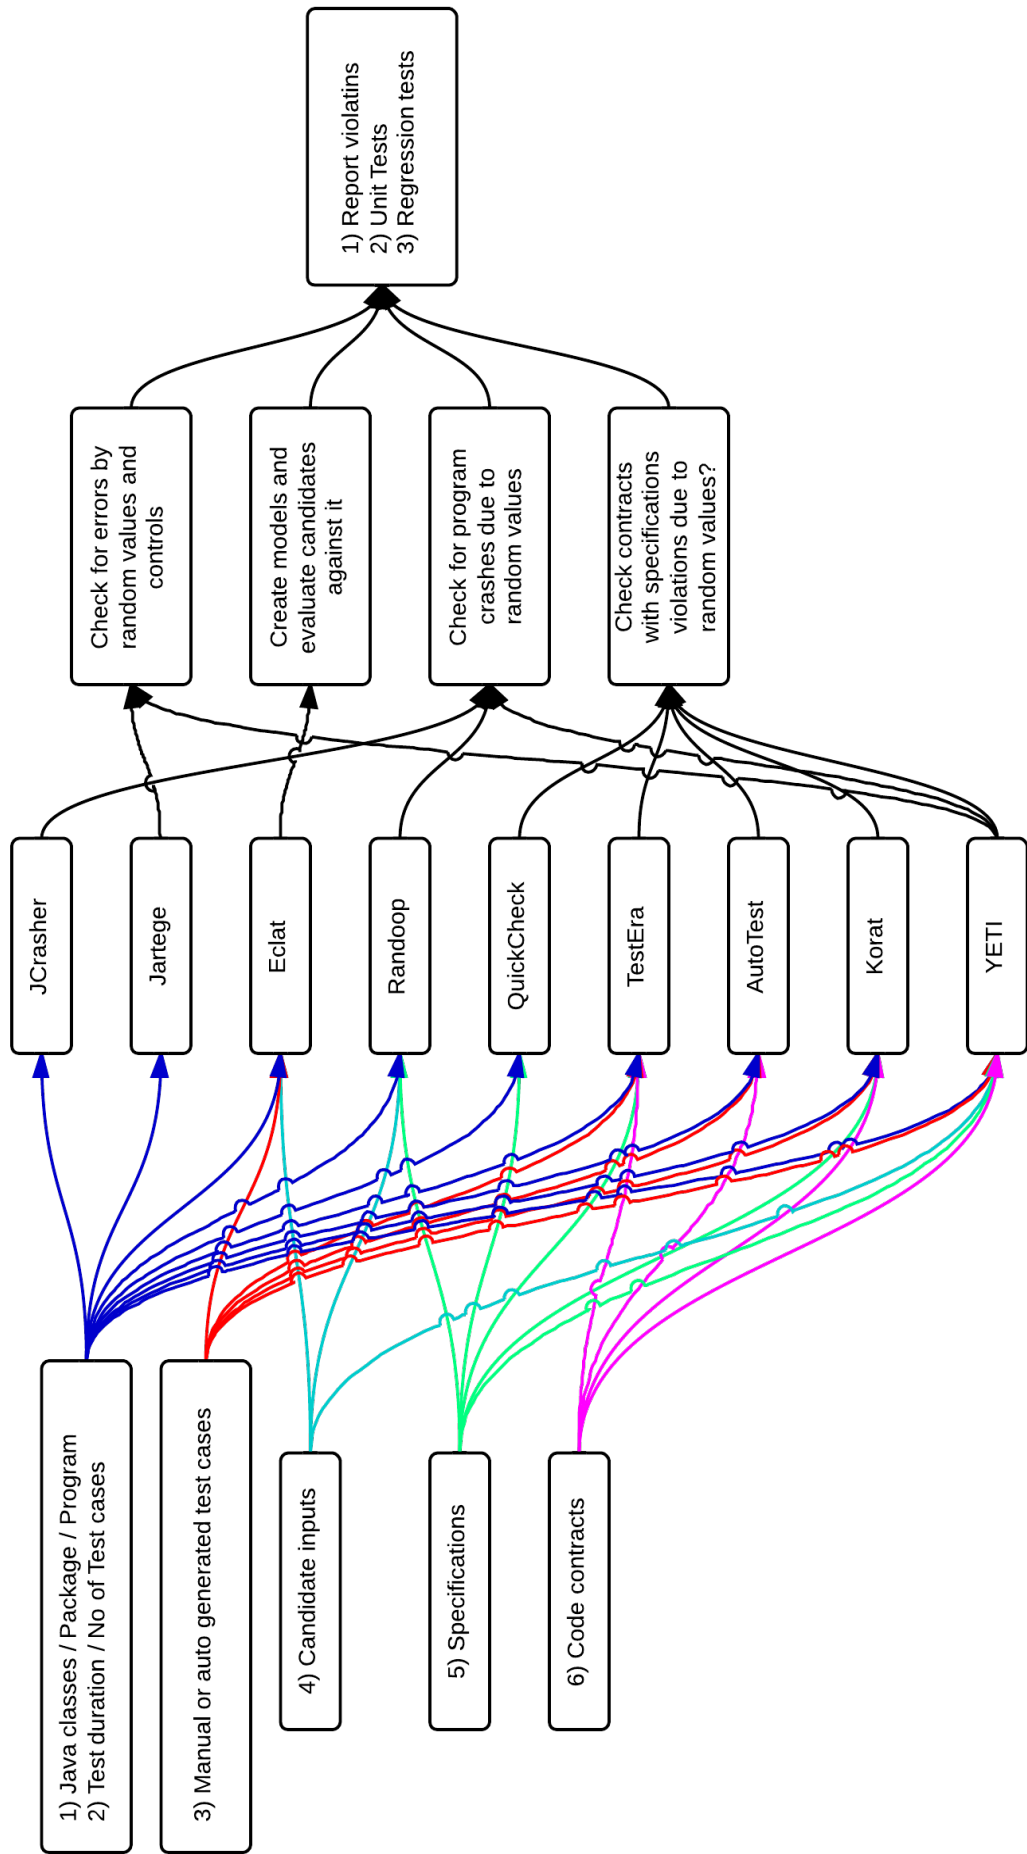 1) Java classes / Package / Program
2) Test duration / No of Test cases
3) Manual or auto generated test cases
4) Candidate inputs
5) Specifications
6) Code contracts
JCrasher
Jartege
Eclat
Randoop
QuickCheck
TestEra
AutoTest
Korat
YETI
Check for errors by
random values and
controls
Create models and
evaluate candidates
against it
Check for program
crashes due to
random values
Check contracts
with specifications
violations due to
random values?
1) Report violatins
2) Unit Tests
3) Regression tests